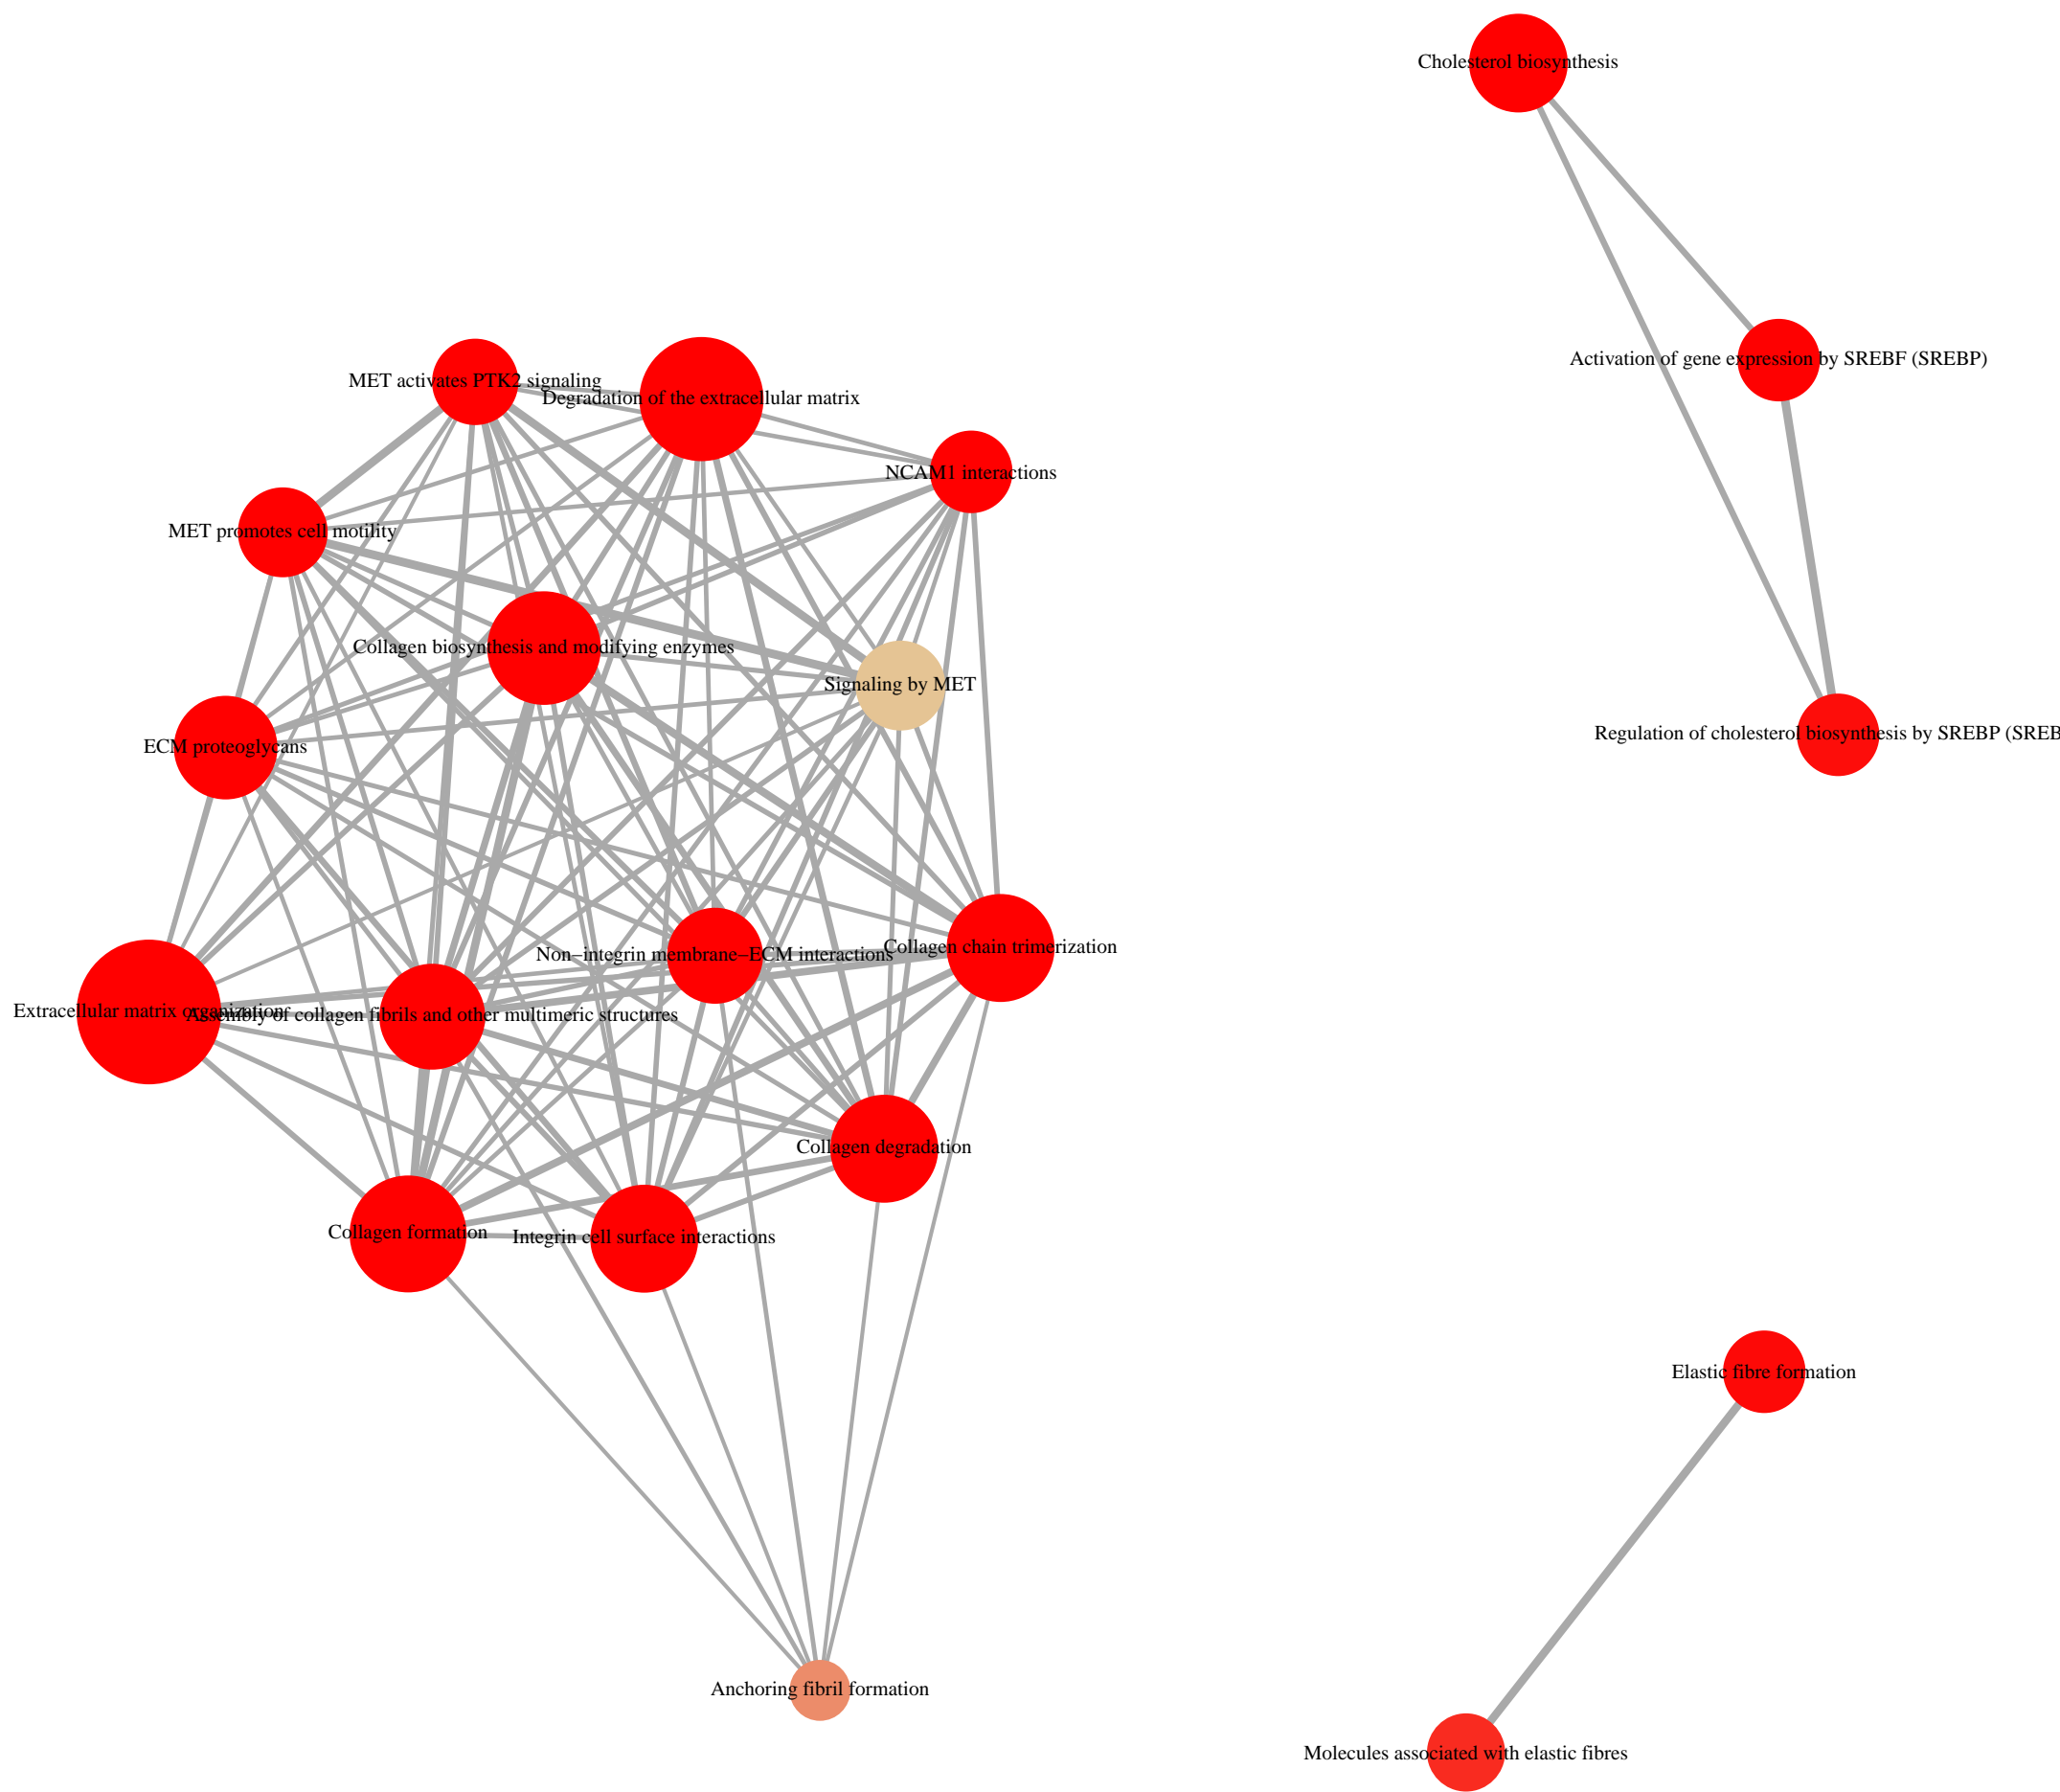 Cholesterol biosynthesis
Activation of gene expression by SREBF (SREBP)
MET activates PTK2 signaling
Degradation of the extracellular matrix
NCAM1 interactions
MET promotes cell motility
Collagen biosynthesis and modifying enzymes
Signaling by MET
Regulation of cholesterol biosynthesis by SREBP (SREB
ECM proteoglycans
Non−integrin membrane−ECM interactions
Collagen chain trimerization
Extracellular matrix organization
Assembly of collagen fibrils and other multimeric structures
Collagen degradation
Collagen formation
Integrin cell surface interactions
Elastic fibre formation
Anchoring fibril formation
Molecules associated with elastic fibres